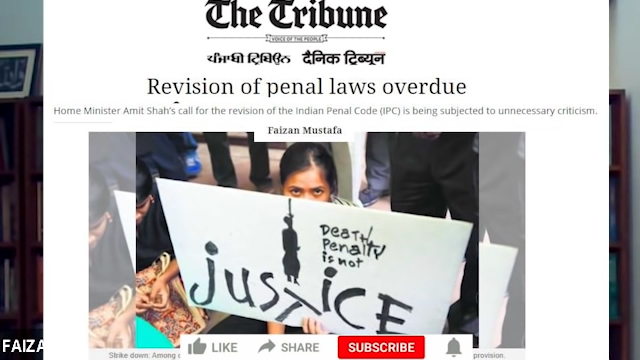 The Tribune
VOICE OF THE PEOPLE
ਪੰਜਾਬੀ ਟ੍ਰਿਬਿਊਨ दैनिक ट्रिब्यून
Revision of penal laws overdue
Home Minister Amit Shah's call for the revision of the Indian Penal Code (IPC) is being subjected to unnecessary criticism.
Faizan Mustafa
Death
Penalty
is not
JUSTICE
FAIZA
Strike down: Among
provision.
LIKE
SHARE
SUBSCRIBE